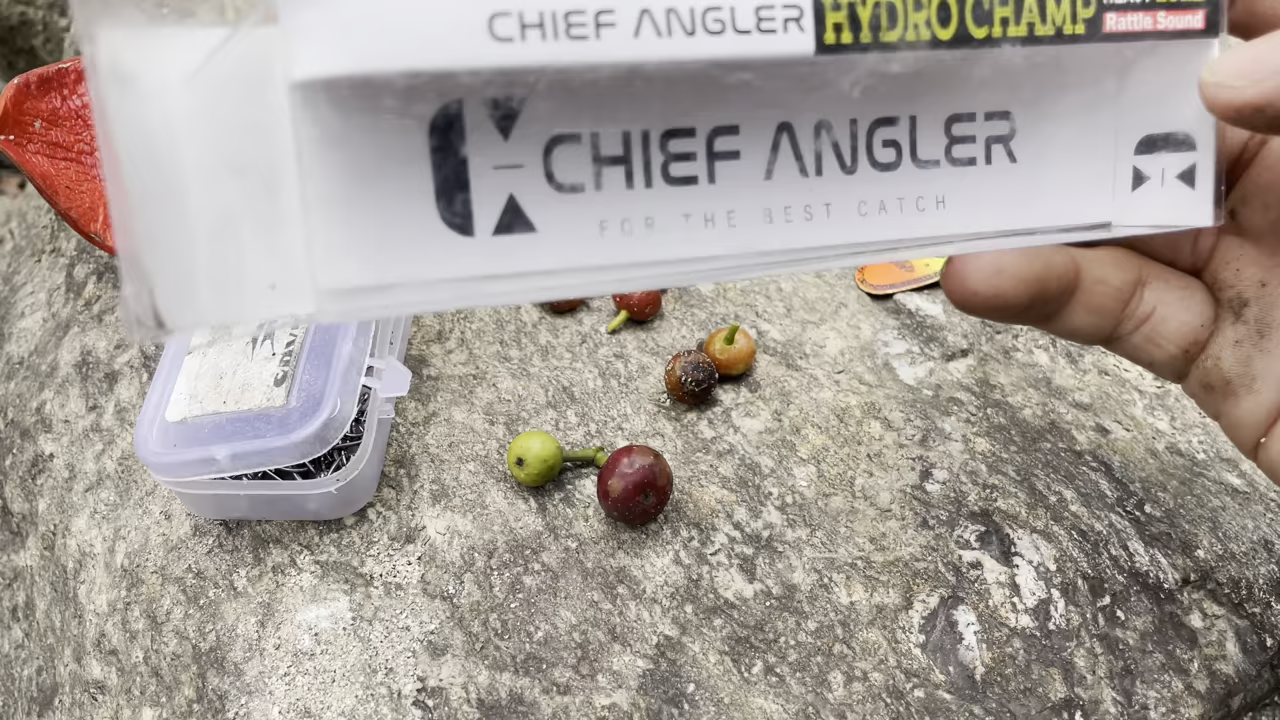 CHIEF ANGLER HYDRO CHAMP
Rattle Sound
CHIEF ANGLER
FOR THE BEST CATCH